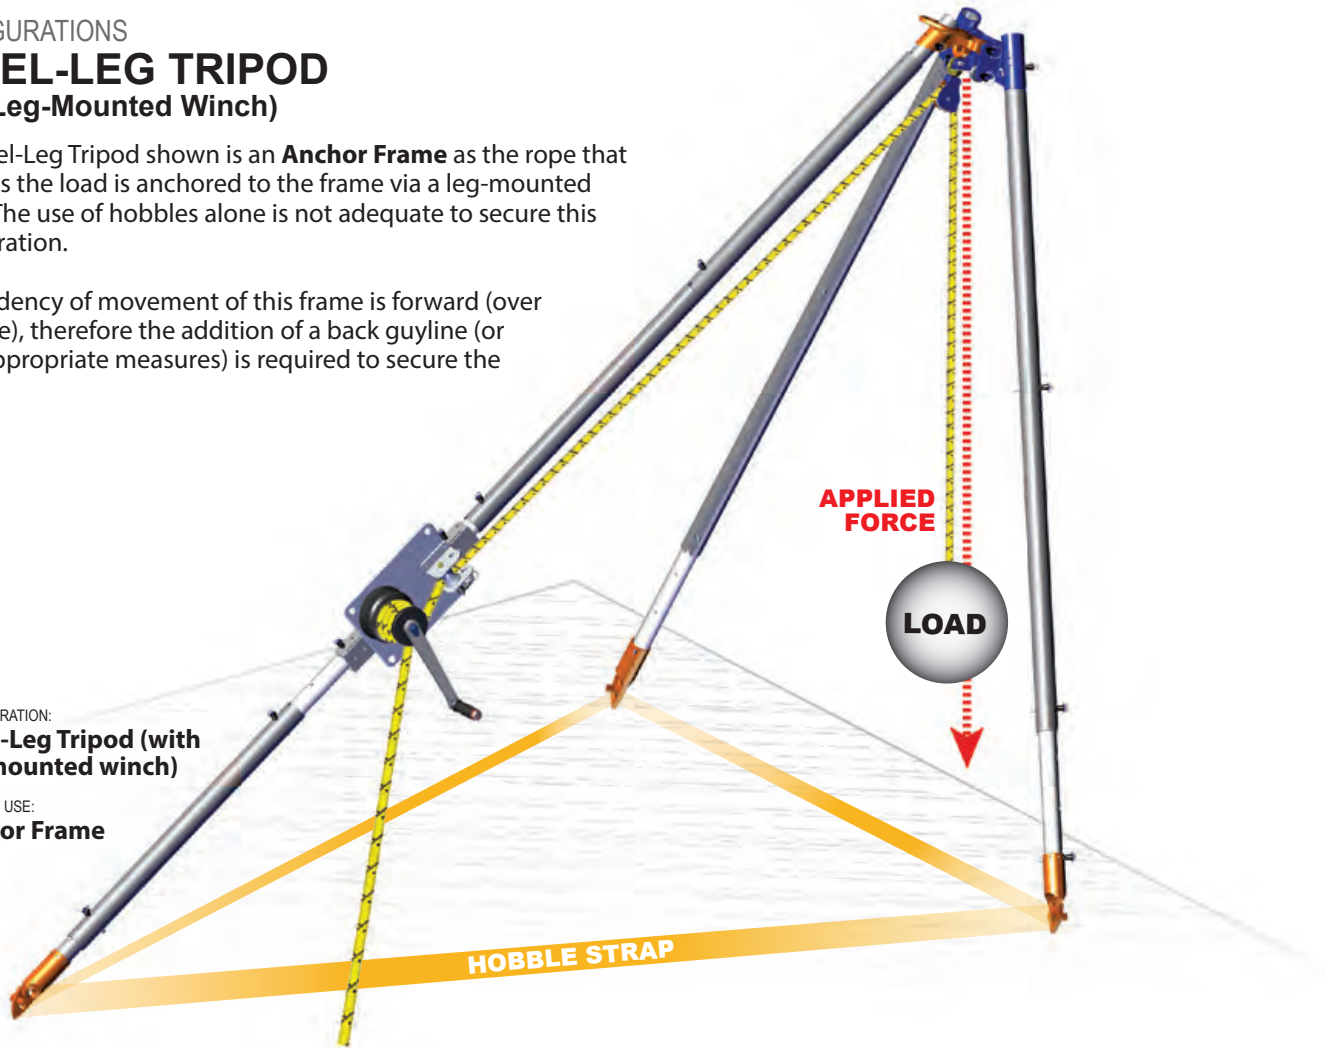 GURATIONS
EL-LEG TRIPOD
Leg-Mounted Winch)
el-Leg Tripod shown is an Anchor Frame as the rope that
s the load is anchored to the frame via a leg-mounted
The use of hobbles alone is not adequate to secure this
ration.
dency of movement of this frame is forward (over
e), therefore the addition of a back guyline (or
ppropriate measures) is required to secure the
APPLIED
FORCE
LOAD
RATION:
-Leg Tripod (with
mounted winch)
USE:
or Frame
HOBBLE STRAP